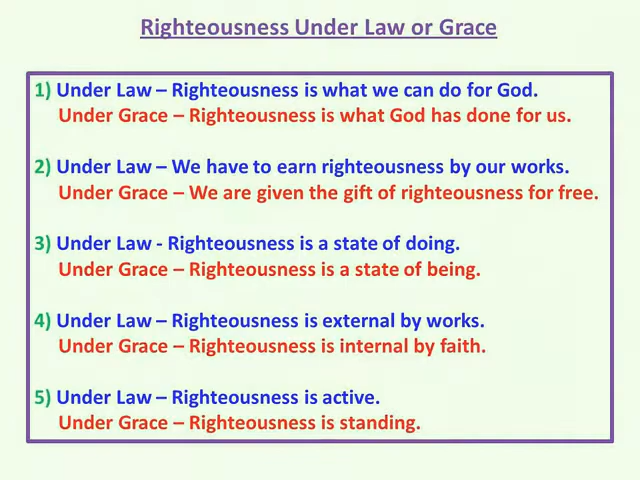 Righteousness Under Law or Grace
1) Under Law – Righteousness is what we can do for God.
Under Grace – Righteousness is what God has done for us.
2) Under Law – We have to earn righteousness by our works.
Under Grace – We are given the gift of righteousness for free.
3) Under Law - Righteousness is a state of doing.
Under Grace – Righteousness is a state of being.
4) Under Law – Righteousness is external by works.
Under Grace – Righteousness is internal by faith.
5) Under Law – Righteousness is active.
Under Grace – Righteousness is standing.